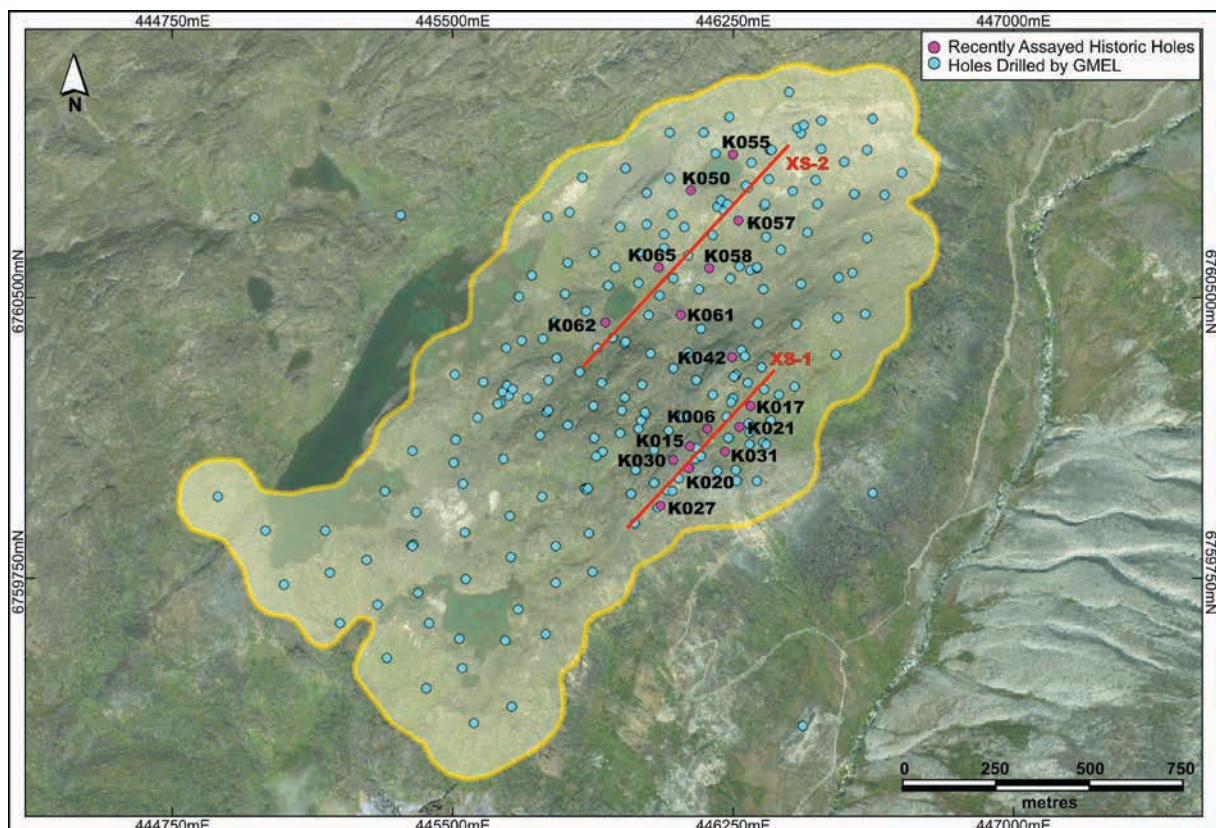 444750mE
445500mE
446250mE
447000mE
Recently Assayed Historic Holes
Holes Drilled by GMEL
N
K055
XS-2
K050
K057
K065
K058
6760500mN
6760500mN
K062
K061
K042
XS-1
K017
K006
K021
K015
K030
K031
K020
K027
6759750mN
6759750mN
0
250
500
750
metres
444750mE
445500mE
446250mE
447000mE